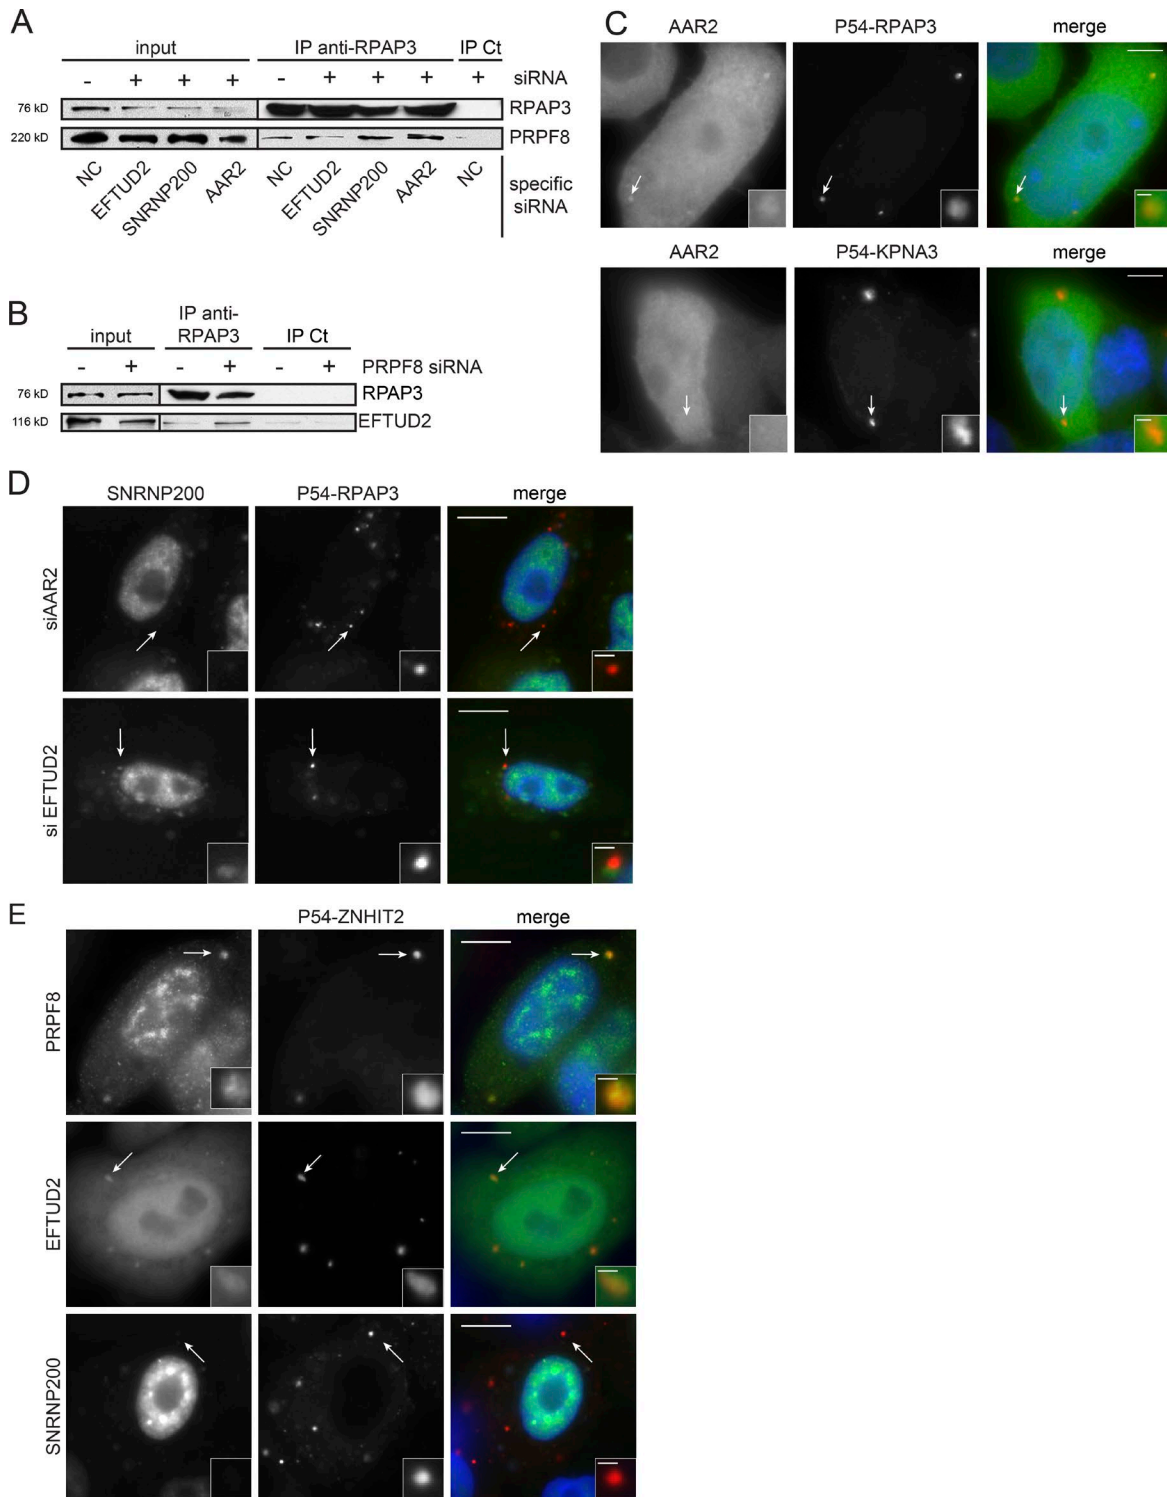 A
input
IP anti-RPAP3
IP Ct
- + + + - + + + + siRNA
76 kD RPAP3
220 kD PRPF8
NC EFTUD2 SNRNP200 AAR2 NC EFTUD2 SNRNP200 AAR2 NC
specific
siRNA
B
input
IP anti-
RPAP3
IP Ct
- + - + - + PRPF8 siRNA
76 kD RPAP3
116 kD EFTUD2
C
AAR2 P54-RPAP3 merge
AAR2 P54-KPNA3 merge
D
SNRNP200 P54-RPAP3 merge
siAAR2
si EFTUD2
E
P54-ZNHIT2 merge
PRPF8
EFTUD2
SNRNP200